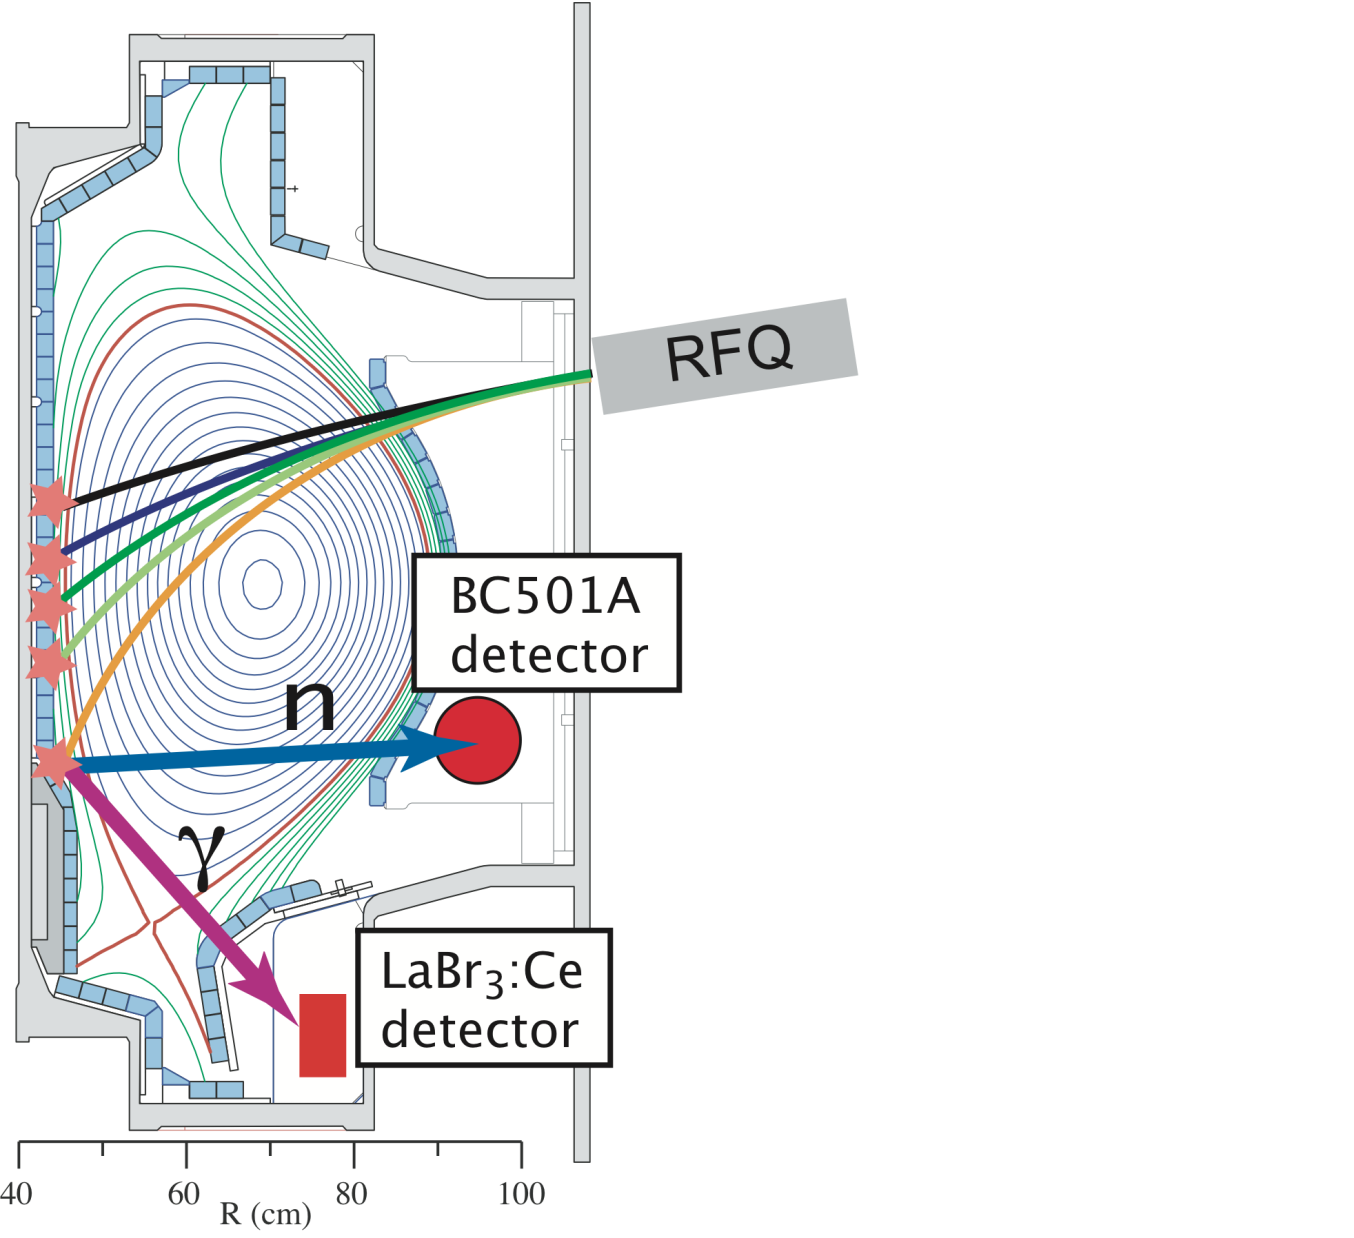 RFQ
BC501A
detector
n
γ
LaBr₃:Ce
detector
40 60 80 100
R (cm)